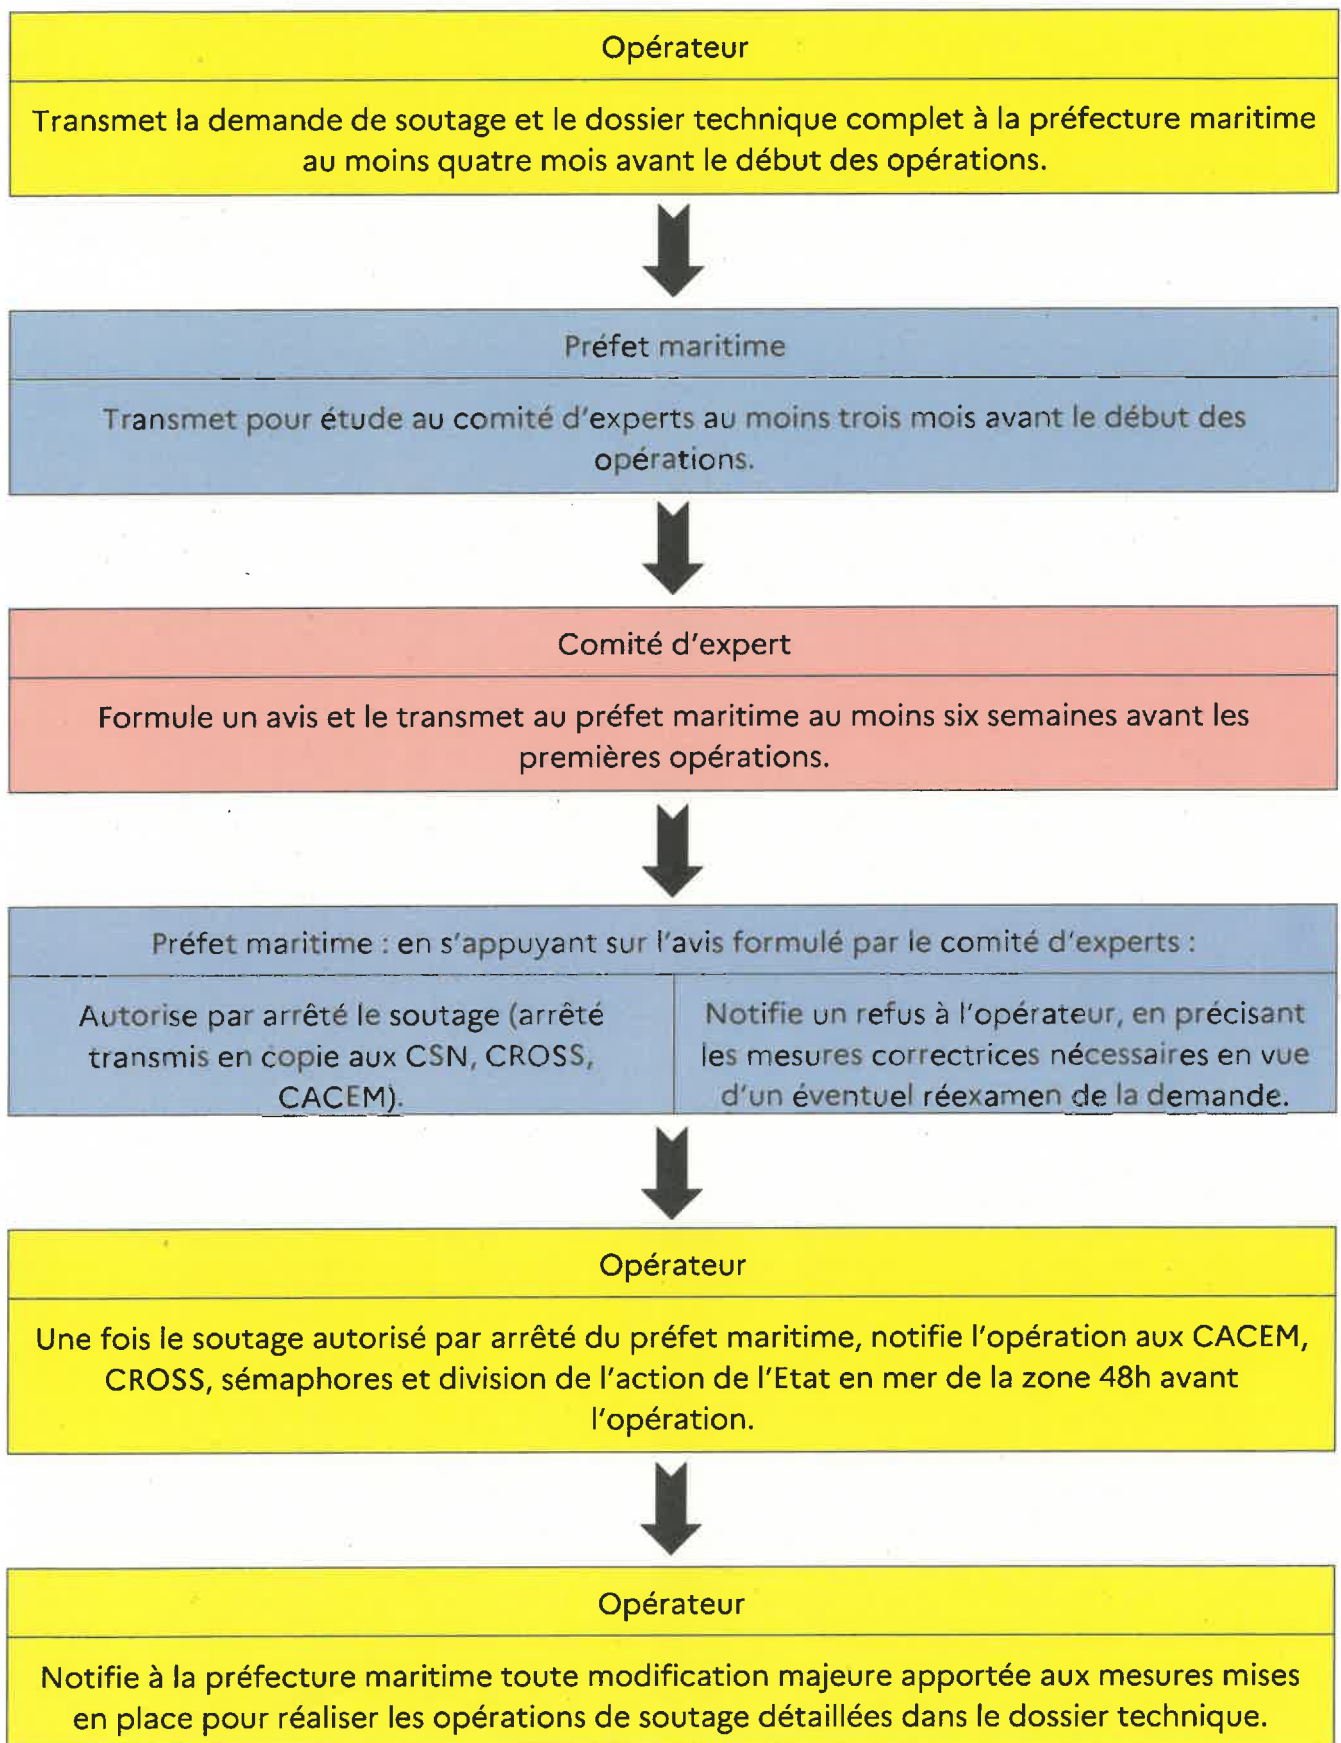 Opérateur
Transmet la demande de soutage et le dossier technique complet à la préfecture maritime
au moins quatre mois avant le début des opérations.
Préfet maritime
Transmet pour étude au comité d'experts au moins trois mois avant le début des
opérations.
Comité d'expert
Formule un avis et le transmet au préfet maritime au moins six semaines avant les
premières opérations.
Préfet maritime : en s'appuyant sur l'avis formulé par le comité d'experts :
Autorise par arrêté le soutage (arrêté
transmis en copie aux CSN, CROSS,
CACEM).
Notifie un refus à l'opérateur, en précisant
les mesures correctrices nécessaires en vue
d'un éventuel réexamen de la demande.
Opérateur
Une fois le soutage autorisé par arrêté du préfet maritime, notifie l'opération aux CACEM,
CROSS, sémaphores et division de l'action de l'Etat en mer de la zone 48h avant
l'opération.
Opérateur
Notifie à la préfecture maritime toute modification majeure apportée aux mesures mises
en place pour réaliser les opérations de soutage détaillées dans le dossier technique.